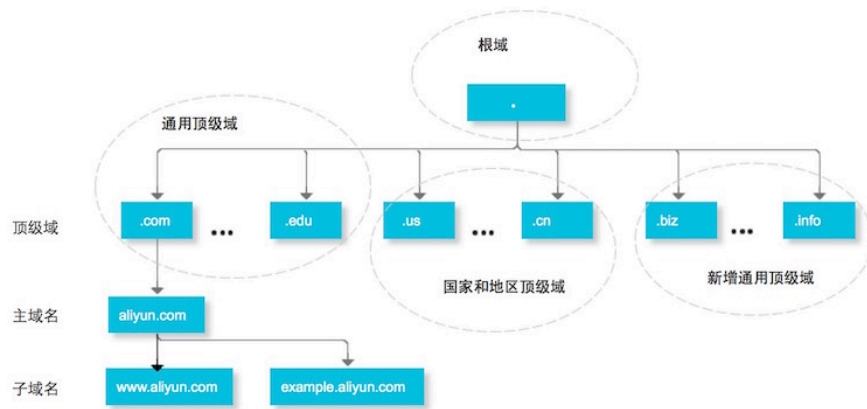 根域
.
通用顶级域
顶级域
.com
...
.edu
.us
...
.cn
.biz
...
.info
国家和地区顶级域
新增通用顶级域
主域名
aliyun.com
子域名
www.aliyun.com
example.aliyun.com